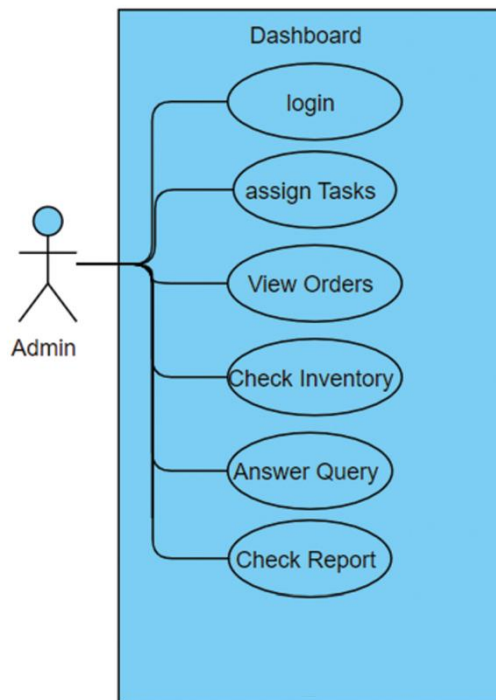 Dashboard
login
assign Tasks
View Orders
Admin
Check Inventory
Answer Query
Check Report